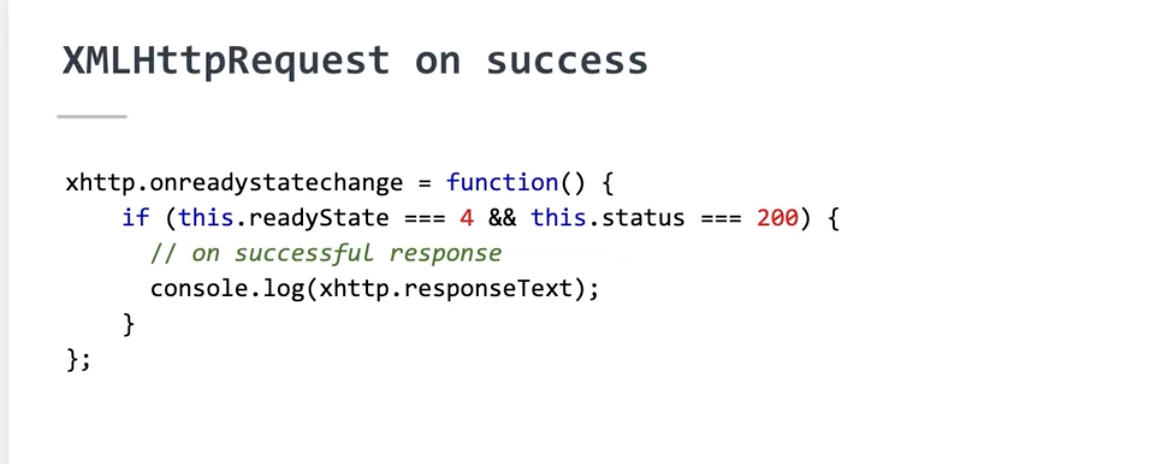 XMLHttpRequest on success
xhttp.onreadystatechange = function() {
    if (this.readyState === 4 && this.status === 200) {
      // on successful response
      console.log(xhttp.responseText);
    }
};